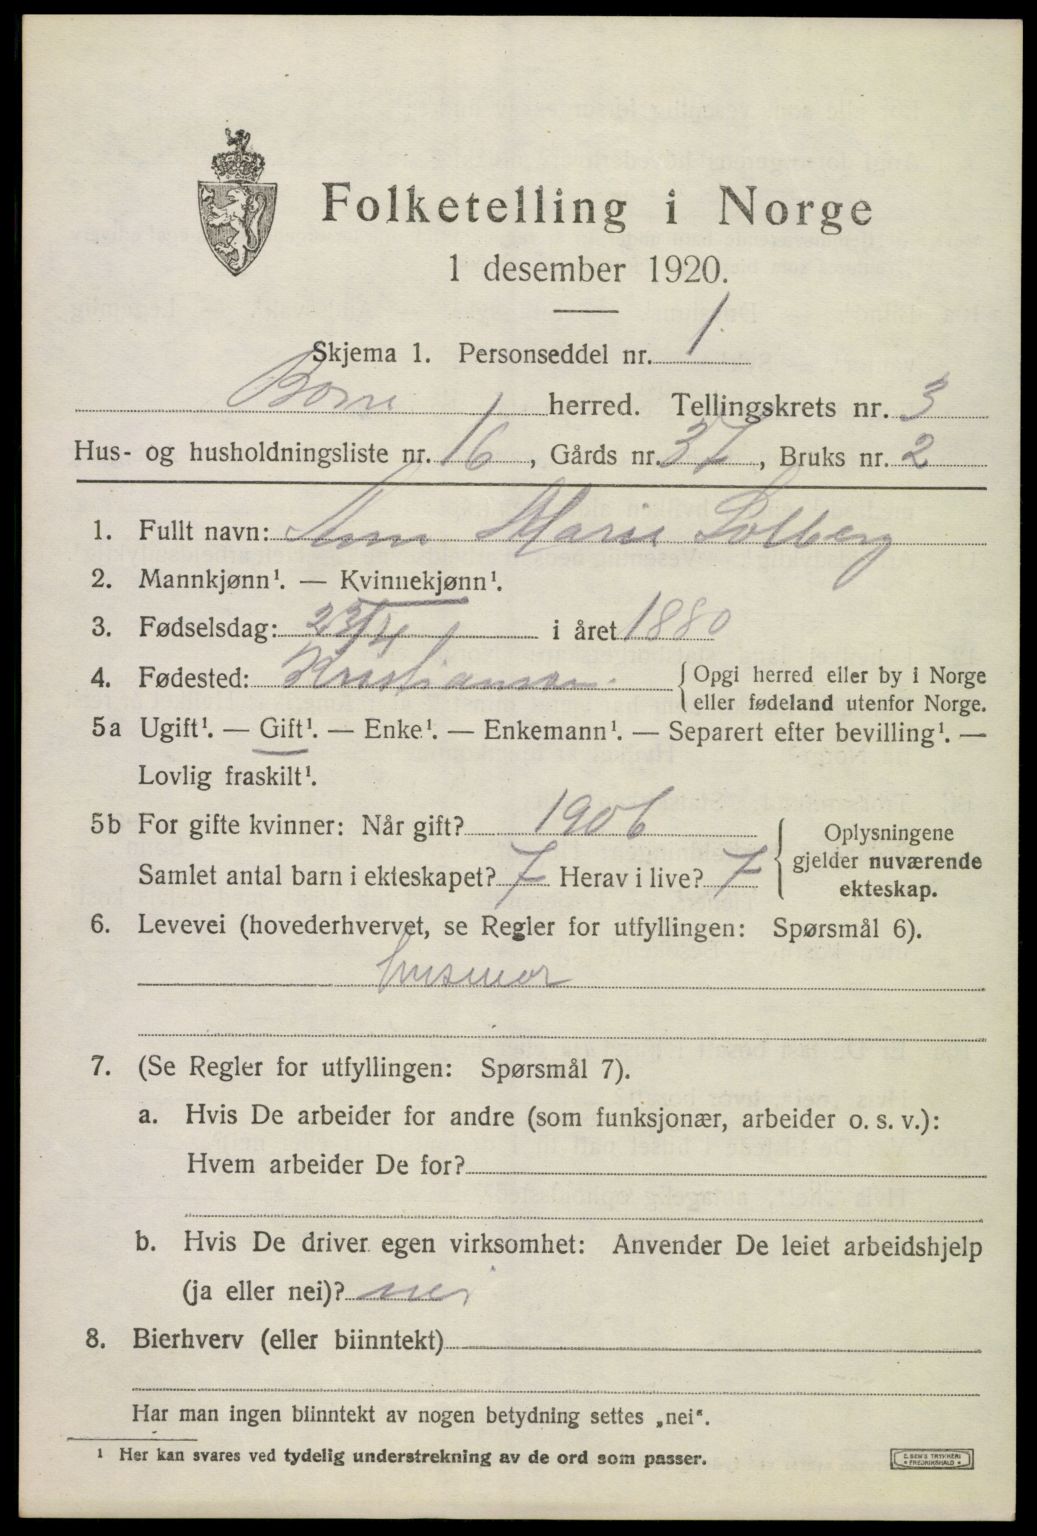 Folketelling i Norge
1 desember 1920.
Skjema 1. Personseddel nr. 1
Borre herred. Tellingskrets nr. 3
Hus- og husholdningsliste nr. 16, Gårds nr. 37, Bruks nr. 2
1. Fullt navn: Anna Marie Solberg
2. Mannkjønn¹. — Kvinnekjønn¹.
3. Fødselsdag: 23/4 i året 1880
4. Fødested: {Opgi herred eller by i Norge
eller fødeland utenfor Norge.
5a Ugift¹. — Gift¹. — Enke¹. — Enkemann¹. — Separert efter bevilling¹. —
Lovlig fraskilt¹.
5b For gifte kvinner: Når gift? 1906
Samlet antal barn i ekteskapet? 7 Herav i live? 7
Oplysningene
gjelder nuværende
ekteskap.
6. Levevei (hovederhvervet, se Regler for utfyllingen: Spørsmål 6).
husmor
7. (Se Regler for utfyllingen: Spørsmål 7).
a. Hvis De arbeider for andre (som funksjonær, arbeider o. s. v.):
Hvem arbeider De for?
b. Hvis De driver egen virksomhet: Anvender De leiet arbeidshjelp
(ja eller nei)? nei
8. Bierhverv (eller biinntekt)
Har man ingen biinntekt av nogen betydning settes „nei“.
¹ Her kan svares ved tydelig understrekning av de ord som passer.
E. SEM'S TRYKKERI
* FREDRIKSHALD *